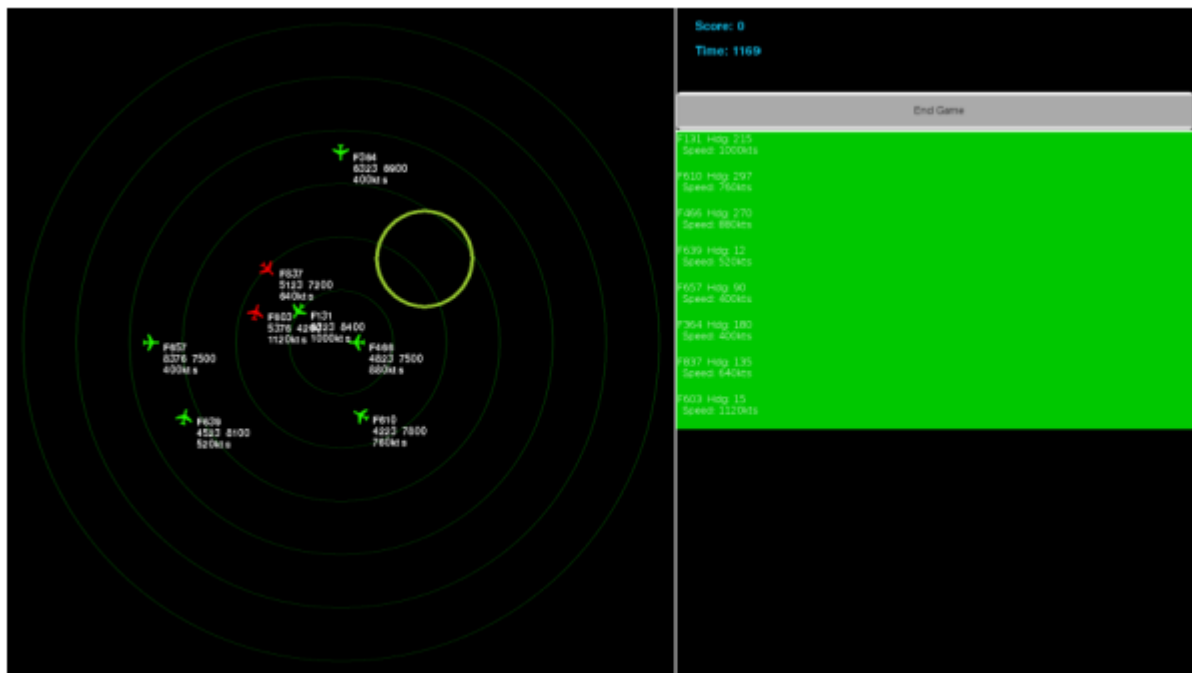 Score: 0
Time: 1169
End Game
F131 Hdg: 215
Speed: 1000kts
F610 Hdg: 297
Speed: 760kts
F466 Hdg: 270
Speed: 880kts
F639 Hdg: 12
Speed: 520kts
F657 Hdg: 90
Speed: 400kts
F364 Hdg: 180
Speed: 400kts
F837 Hdg: 135
Speed: 640kts
F603 Hdg: 15
Speed: 1120kts
F364
6323 6900
400kts
F837
5123 7200
640kts
F603
5376
1120kts
F131
8400
1000kts
F466
4823 7500
880kts
F657
8376 7500
400kts
F639
4523 8100
520kts
F610
4223 7800
760kts